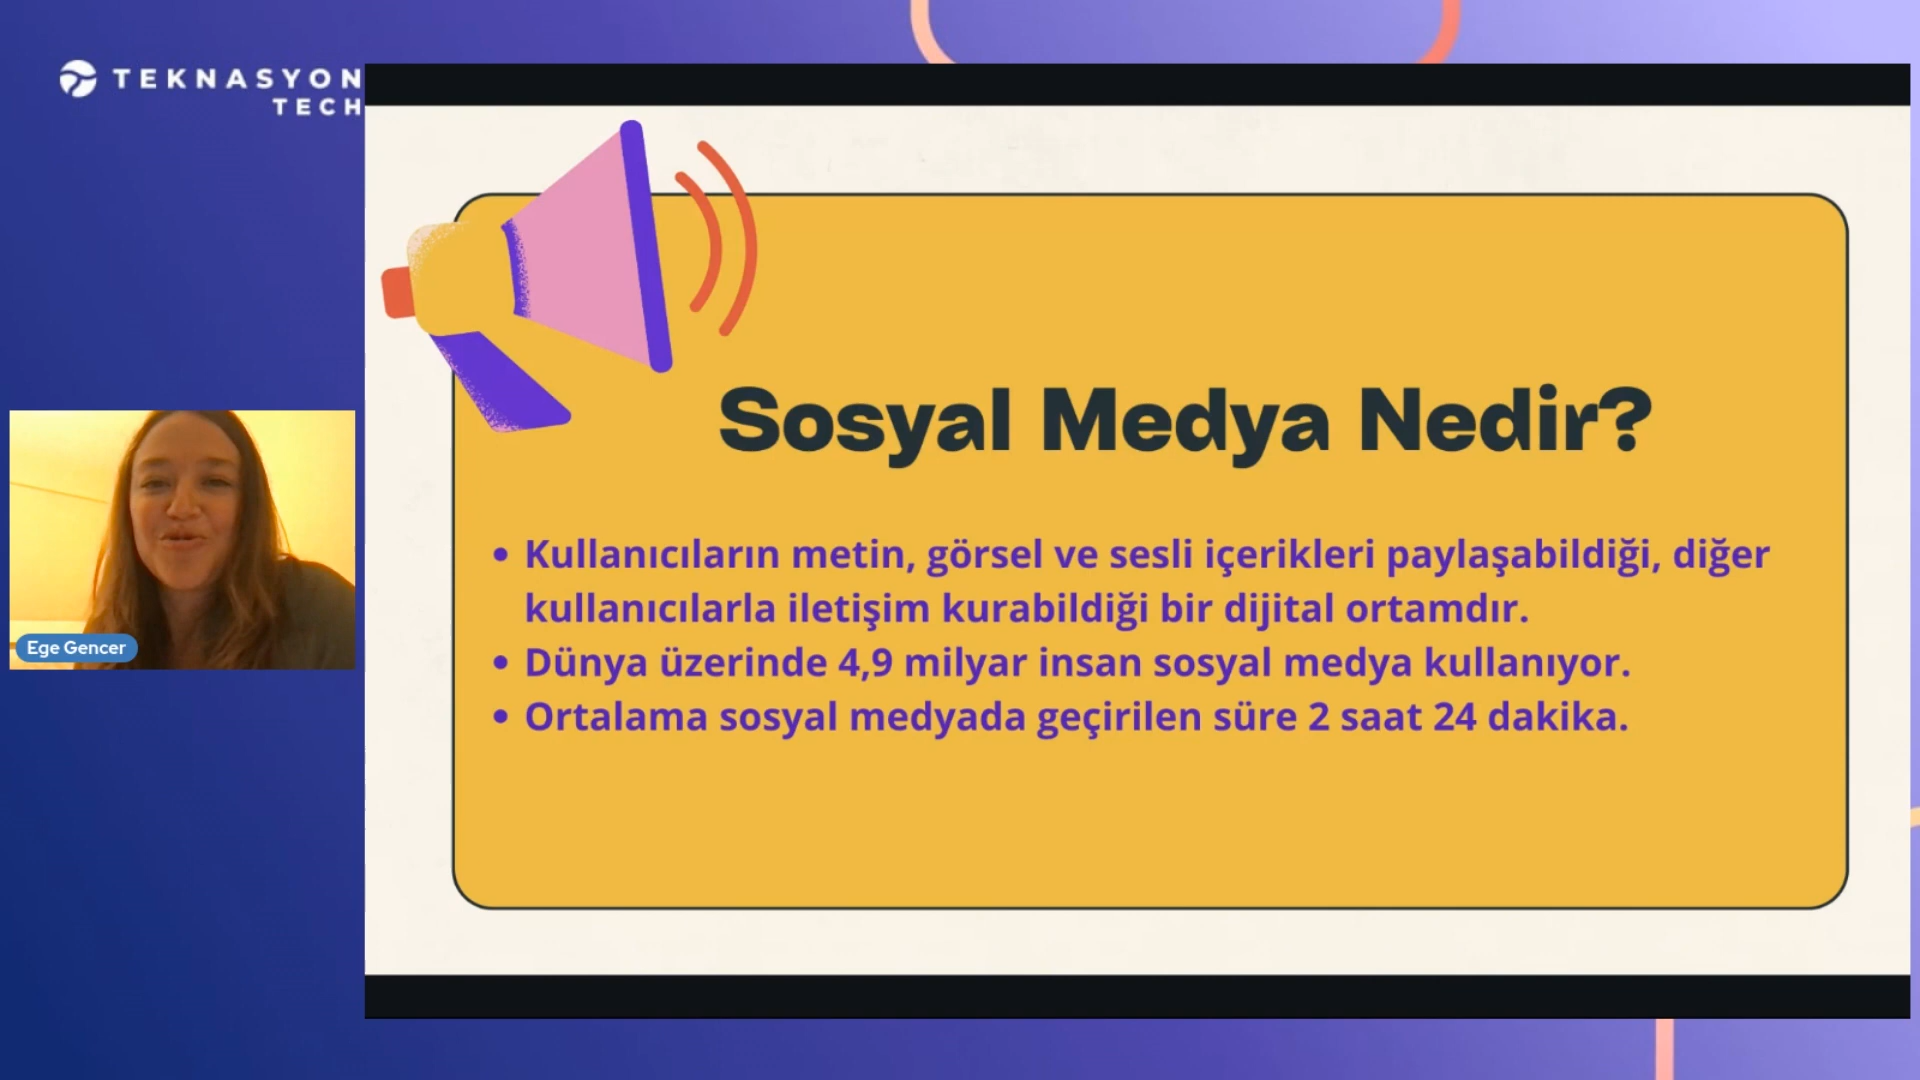 TEKNASYON
TECH
Sosyal Medya Nedir?
• Kullanıcıların metin, görsel ve sesli içerikleri paylaşabildiği, diğer
kullanıcılarla iletişim kurabildiği bir dijital ortamdır.
• Dünya üzerinde 4,9 milyar insan sosyal medya kullanıyor.
• Ortalama sosyal medyada geçirilen süre 2 saat 24 dakika.
Ege Gencer